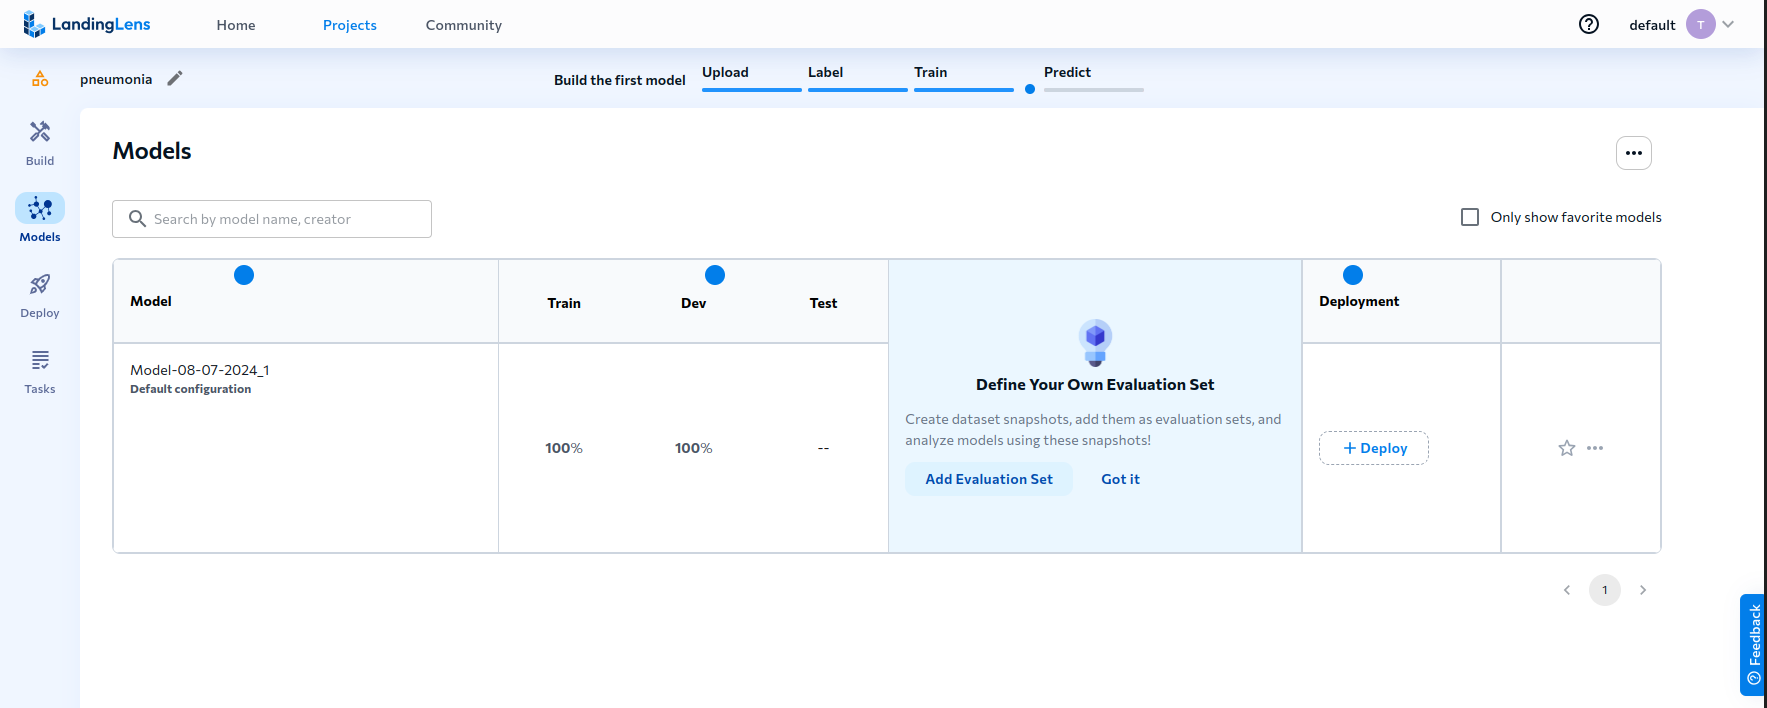 LandingLens
Home
Projects
Community
default
T
pneumonia
Build the first model
Upload
Label
Train
Predict
Build
Models
Deploy
Tasks
Models
Search by model name, creator
Only show favorite models
Model
Train
Dev
Test
Deployment
Model-08-07-2024_1
Default configuration
100%
100%
--
Define Your Own Evaluation Set
Create dataset snapshots, add them as evaluation sets, and
analyze models using these snapshots!
Add Evaluation Set
Got it
+ Deploy
1
Feedback